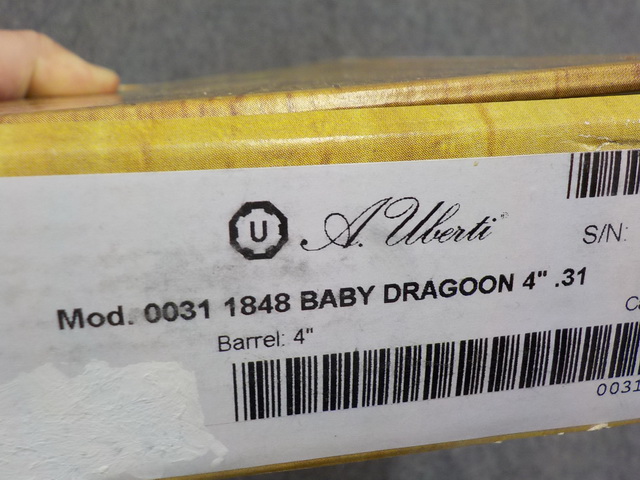 U A. Uberti®
S/N:
Mod. 0031 1848 BABY DRAGOON 4" .31
Barrel: 4"
0031